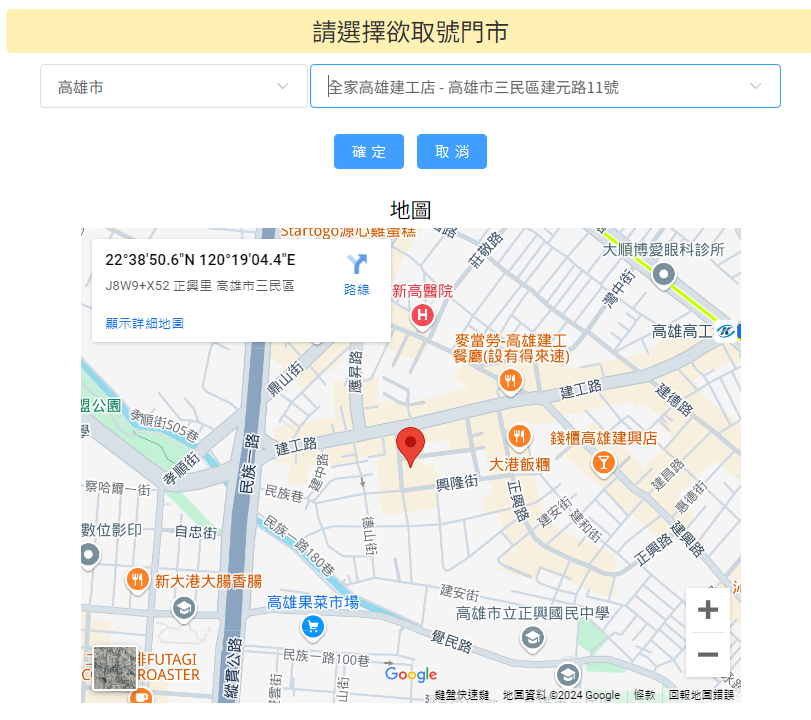 請選擇欲取號門市
高雄市
全家高雄建工店 - 高雄市三民區建元路11號
確定
取消
地圖
Startogo源心雞蛋糕
22°38'50.6"N 120°19'04.4"E
J8W9+X52 正興里 高雄市三民區
路線
顯示詳細地圖
莊敬路
大順博愛眼科診所
新高醫院
灣中街
高雄高工
麥當勞-高雄建工
餐廳(設有得來速)
應昇路
鼎山街
建工路
建德路
盟公園
孝順街505巷
建工路
民族一路
孝順街
建中路
大港飯糰
錢櫃高雄建興店
察哈爾一街
民族巷
興隆街
正興路
建昌路
惠德街
數位影印
自忠街
德山街
建安街
建和街
民族一路180巷
正興路
建興路
新大港大腸香腸
高雄果菜市場
建安街
高雄市立正興國民中學
覺民路
FUTAGI
ROASTER
縱貫公路
民族一路100巷
Google
鍵盤快速鍵
地圖資料 ©2024 Google
條款
回報地圖錯誤